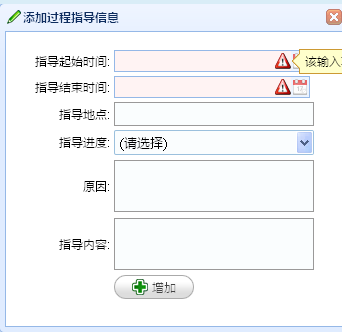 添加过程指导信息
指导起始时间:
该输入
指导结束时间:
指导地点:
指导进度: (请选择)
原因:
指导内容:
增加